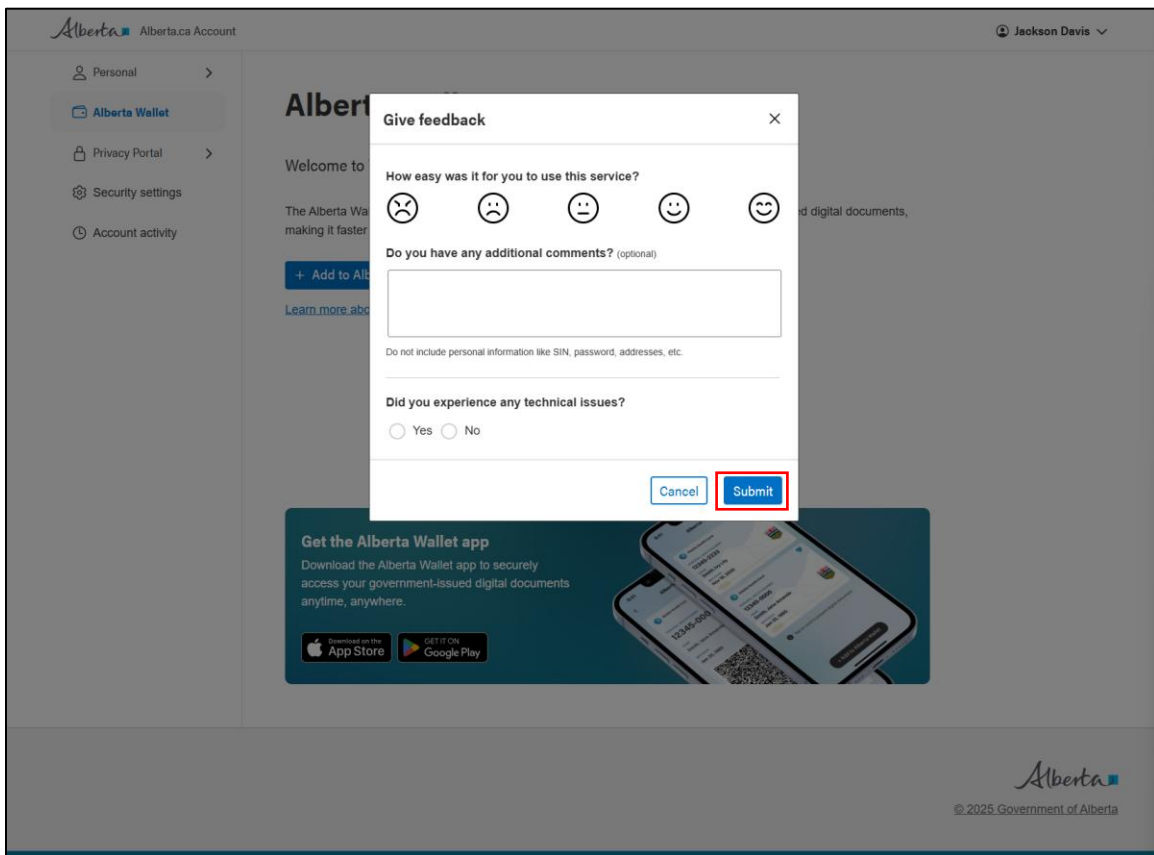 Alberta Alberta.ca Account
Jackson Davis
Personal
Alberta Wallet
Privacy Portal
Security settings
Account activity
Albert
Welcome to
The Alberta Wa
d digital documents,
making it faster
+ Add to Alb
Learn more abo
Give feedback
How easy was it for you to use this service?
Do you have any additional comments? (optional)
Do not include personal information like SIN, password, addresses, etc.
Did you experience any technical issues?
Yes No
Cancel Submit
Get the Alberta Wallet app
Download the Alberta Wallet app to securely
access your government-issued digital documents
anytime, anywhere.
Download on the
App Store
GET IT ON
Google Play
12345-000
12345-0000
Alberta
© 2025 Government of Alberta